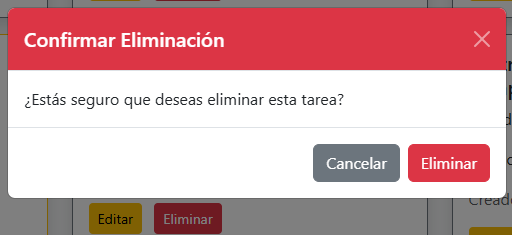 Confirmar Eliminación
¿Estás seguro que deseas eliminar esta tarea?
Cancelar Eliminar
Editar Eliminar